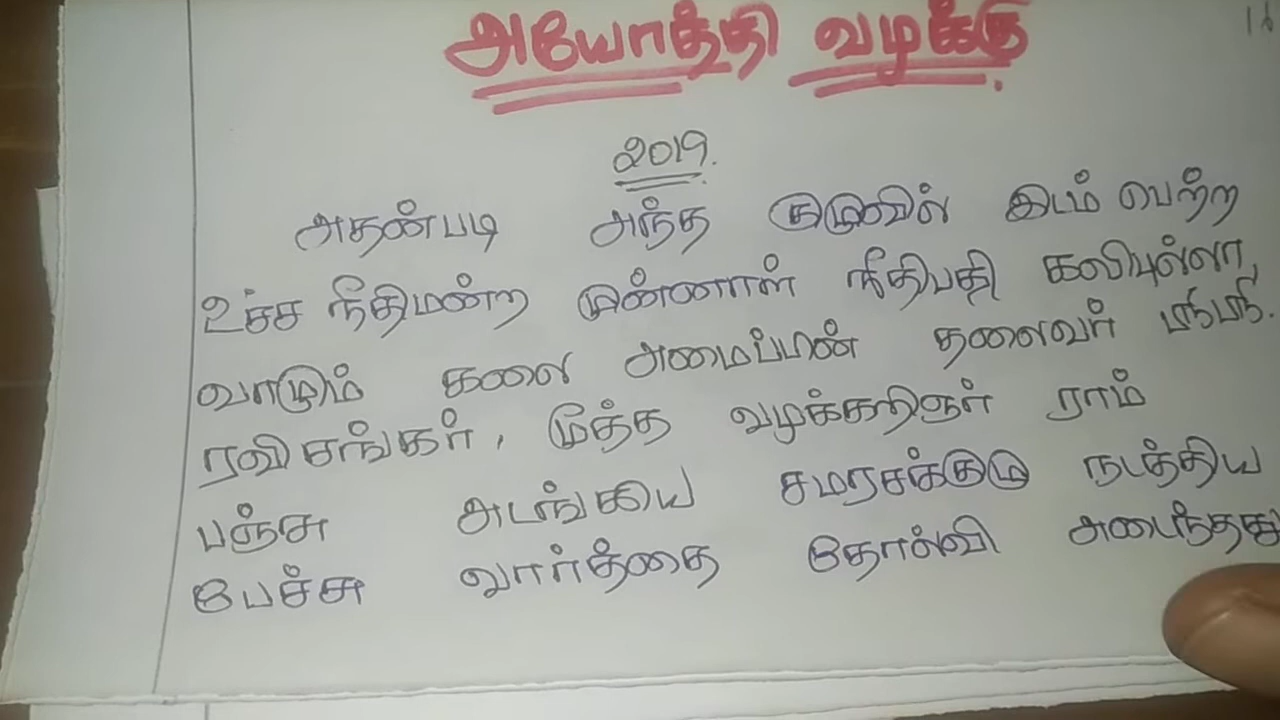 அயோத்தி வழக்கு
2019.
அதன்படி அந்த குழுவில் இடம் பெற்ற
உச்ச நீதிமன்ற முன்னாள் நீதிபதி கலிபுல்லா,
வாழும் கலை அமைப்பின் தலைவர் ஸ்ரீஸ்ரீ.
ரவிசங்கர், மூத்த வழக்கறிஞர் ராம்
பஞ்சு அடங்கிய சமரசக்குழு நடத்திய
பேச்சு வார்த்தை தோல்வி அடைந்தது